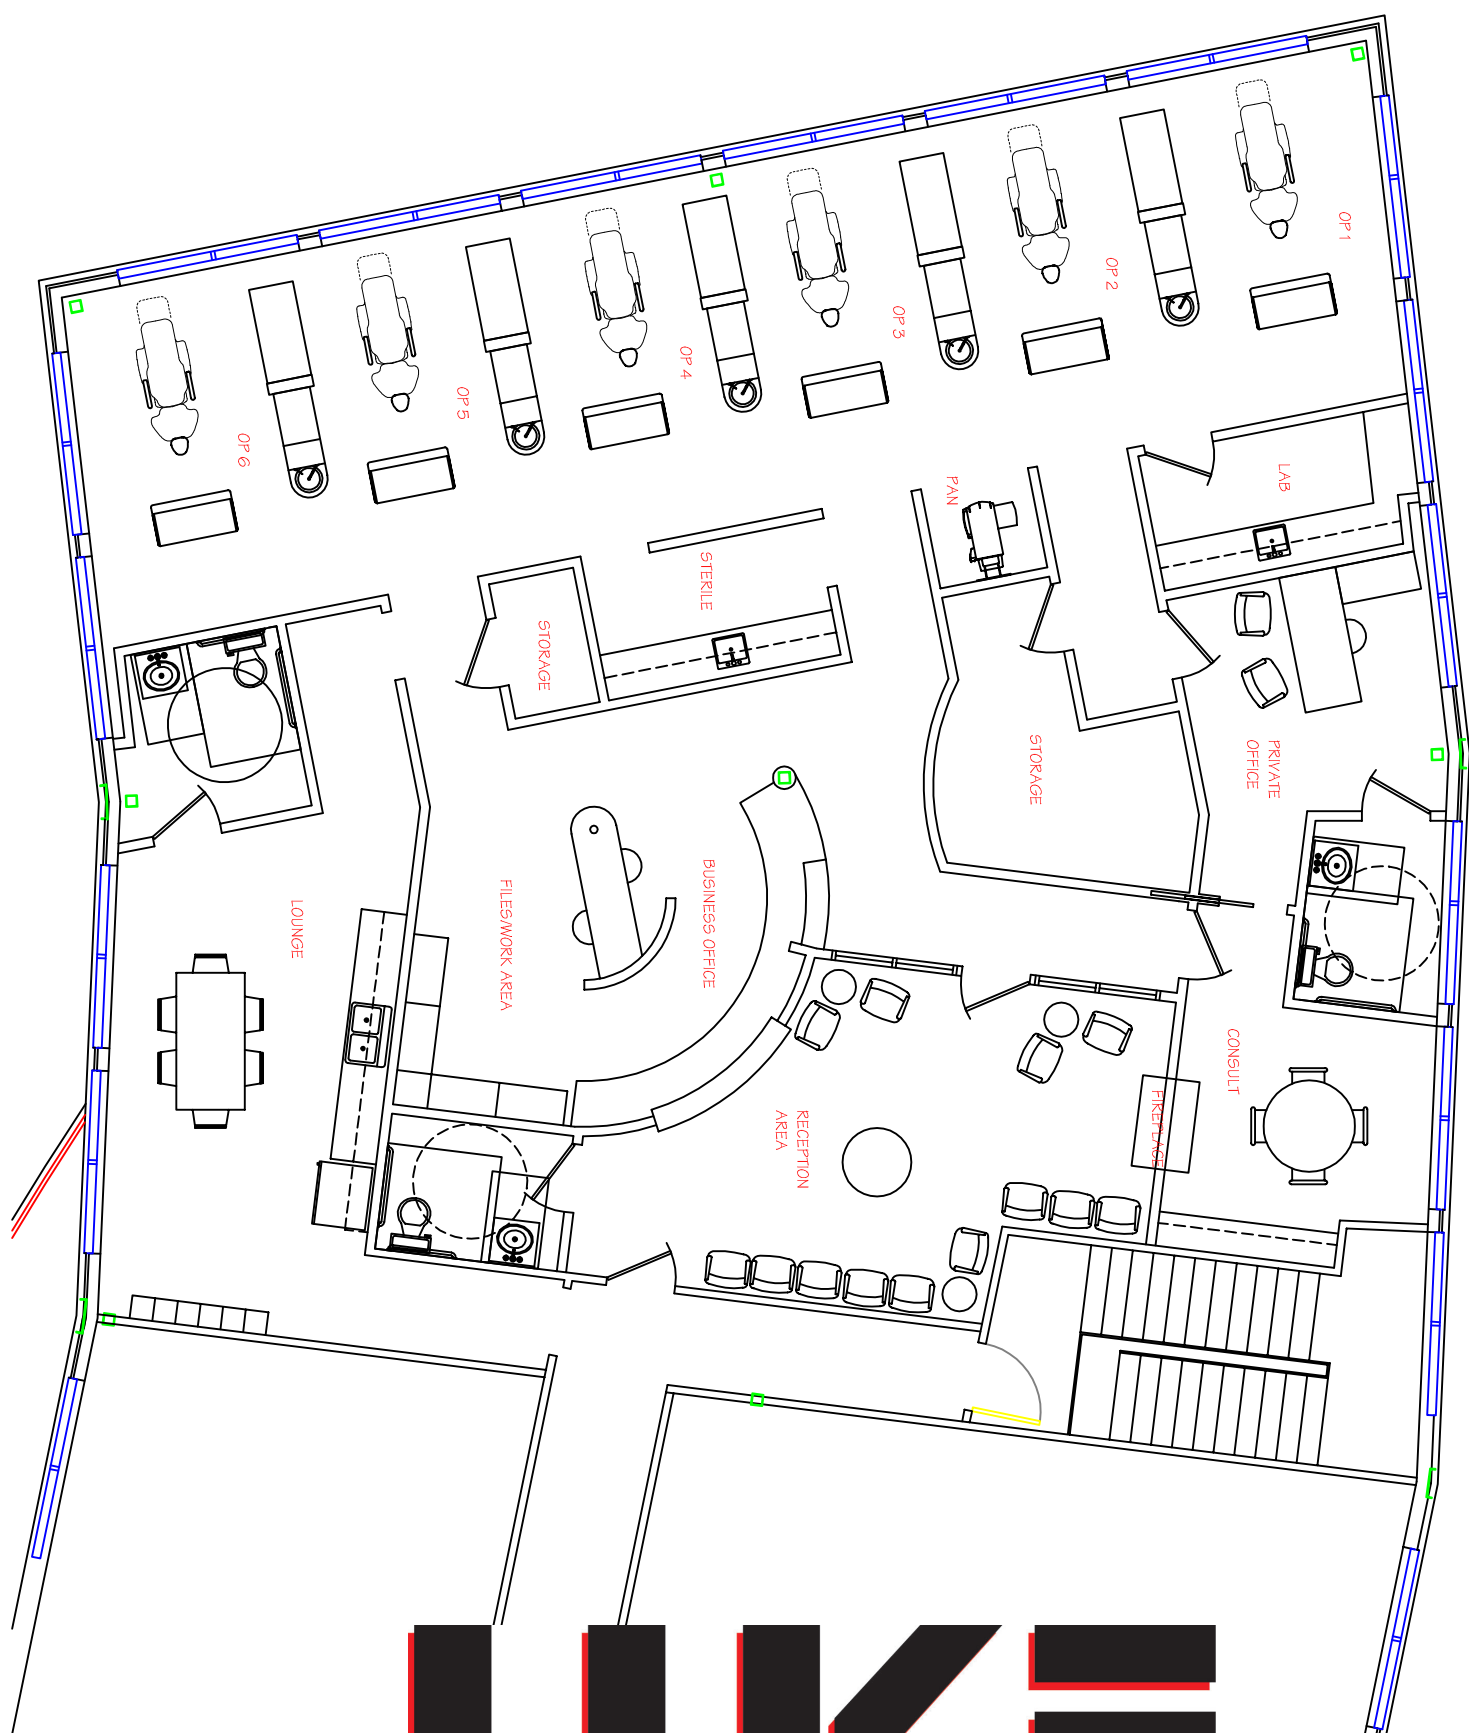 OP 1
OP 2
OP 3
OP 4
OP 5
OP 6
LAB
PAN
STERILE
STORAGE
STORAGE
PRIVATE
OFFICE
BUSINESS OFFICE
FILES/WORK AREA
LOUNGE
CONSULT
FIREPLACE
RECEPTION
AREA